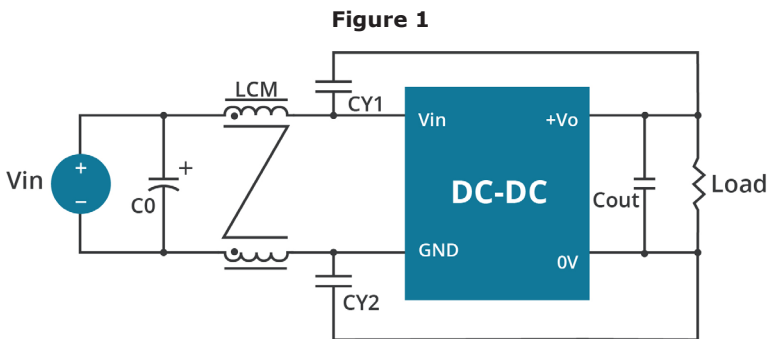 Figure 1
LCM
CY1
Vin
+Vo
+
+
Vin
−
C0
DC-DC
Cout
Load
GND
0V
CY2